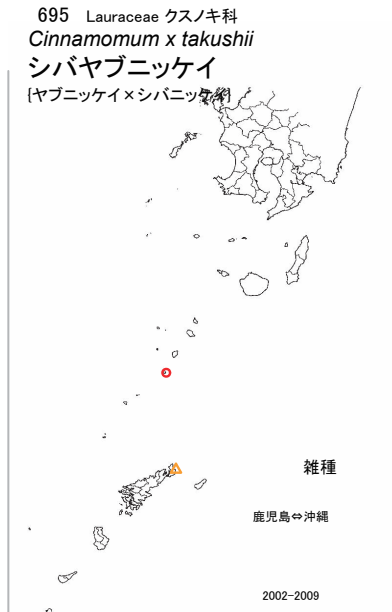 695 Lauraceae クスノキ科
Cinnamomum x takushii
シバヤブニッケイ
[ヤブニッケイ×シバニッケイ]
雑種
鹿児島⇔沖縄
2002-2009